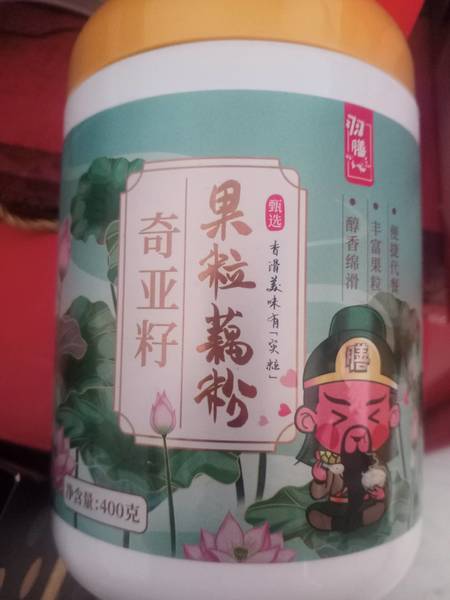 羽膳
甄选
果粒藕粉
奇亚籽
香滑美味有「实粒」
•便捷代餐
•丰富果粒
•醇香绵滑
膳
净含量:400克